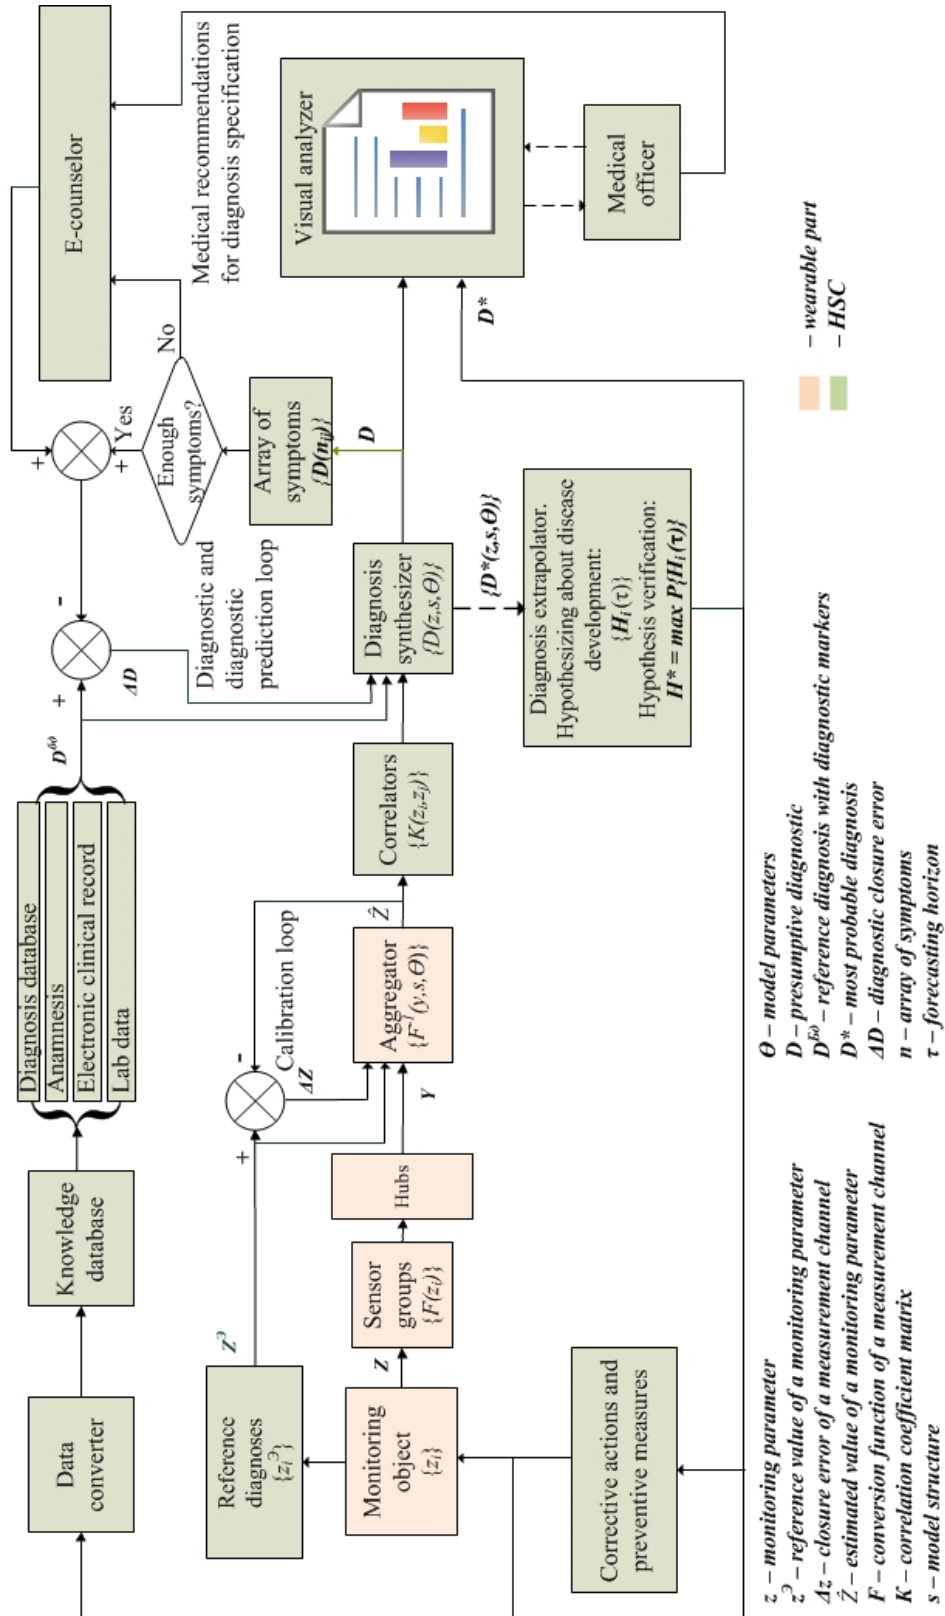 Data
converter
Knowledge
database
Diagnosis database
Anamnesis
Electronic clinical record
Lab data
D^бд
+
-
ΔD
Diagnostic and
diagnostic
prediction loop
+
+
Yes
No
Enough
symptoms?
E-counselor
Medical recommendations
for diagnosis specification
Array of
symptoms
{D(n_ij)}
D
Reference
diagnoses
{z_i^Э}
Z^Э
+
-
ΔZ
Calibration loop
Ẑ
Monitoring
object
{z_i}
Z
Sensor
groups
{F(z_i)}
Hubs
Y
Aggregator
{F^-1(y,s,Θ)}
Correlators
{K(z_i,z_j)}
Diagnosis
synthesizer
{D(z,s,Θ)}
{D*(z,s,Θ)}
Visual analyzer
D*
Medical
officer
Corrective actions and
preventive measures
Diagnosis extrapolator.
Hypothesizing about disease
development:
{H_i(τ)}
Hypothesis verification:
H* = max P{H_i(τ)}
z – monitoring parameter
z^Э – reference value of a monitoring parameter
Δz – closure error of a measurement channel
Ẑ – estimated value of a monitoring parameter
F – conversion function of a measurement channel
K – correlation coefficient matrix
s – model structure
Θ – model parameters
D – presumptive diagnostic
D^бд – reference diagnosis with diagnostic markers
D* – most probable diagnosis
ΔD – diagnostic closure error
n – array of symptoms
τ – forecasting horizon
– wearable part
– HSC